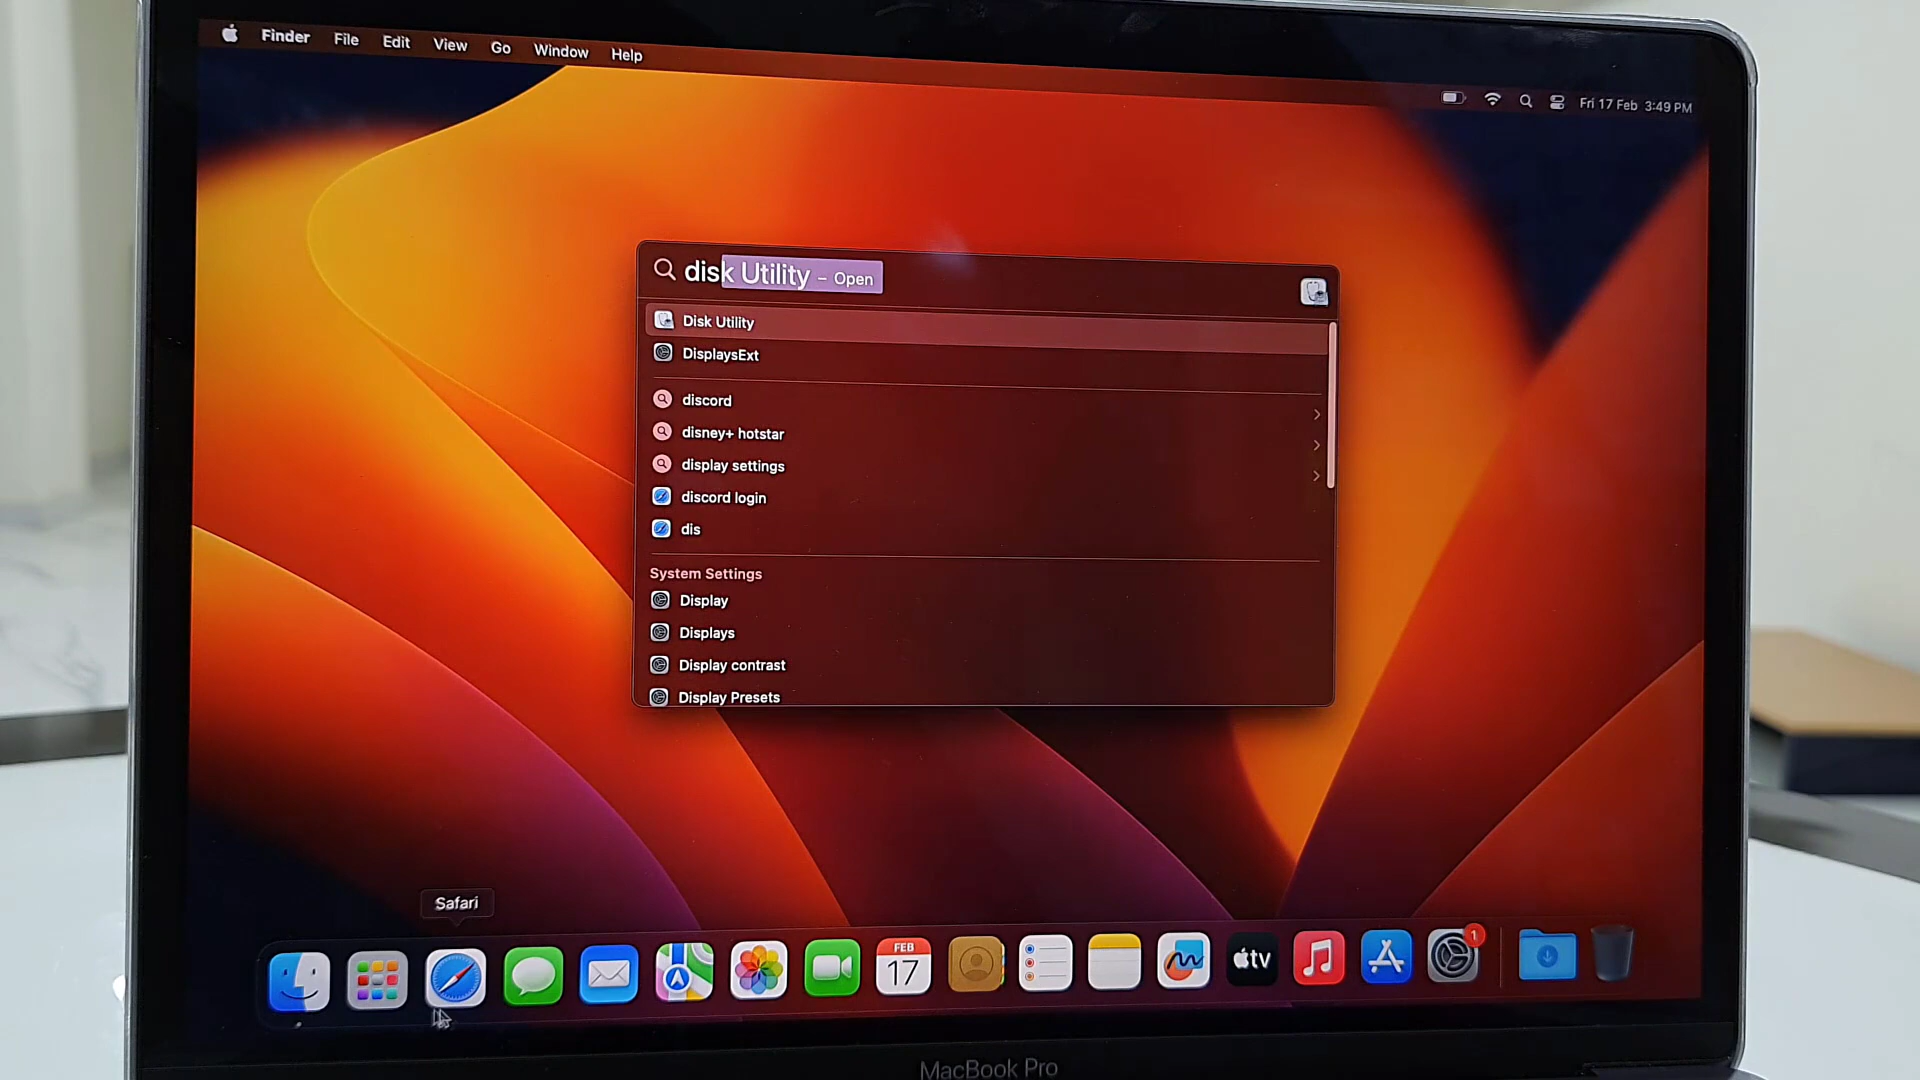 Finder File Edit View Go Window Help
Fri 17 Feb 3:49 PM
disk Utility – Open
Disk Utility
DisplaysExt
discord
disney+ hotstar
display settings
discord login
dis
System Settings
Display
Displays
Display contrast
Display Presets
Safari
FEB
17
tv
1
MacBook Pro